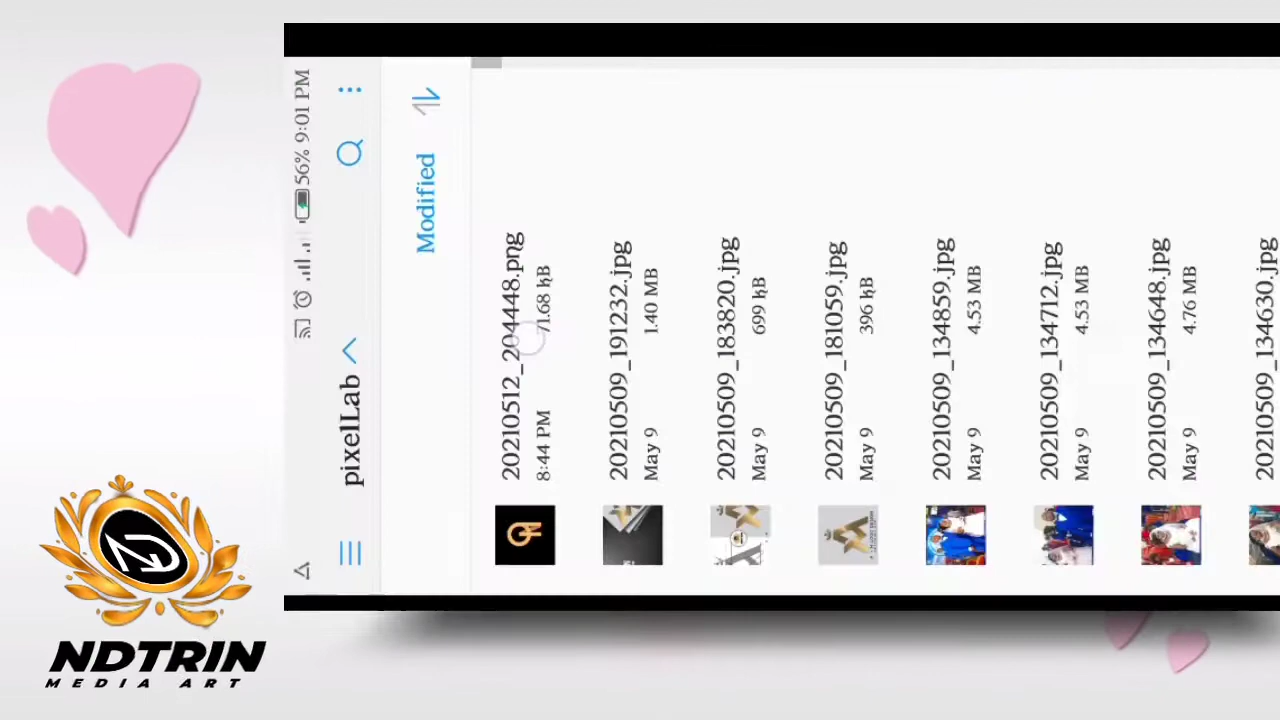 56% 9:01 PM
pixelLab
Modified
20210512_204448.png
8:44 PM 71.68 kB
20210509_191232.jpg
May 9 1.40 MB
20210509_183820.jpg
May 9 699 kB
20210509_181059.jpg
May 9 396 kB
20210509_134859.jpg
May 9 4.53 MB
20210509_134712.jpg
May 9 4.53 MB
20210509_134648.jpg
May 9 4.76 MB
20210509_134630.jpg
ND
NDTRIN
MEDIA ART